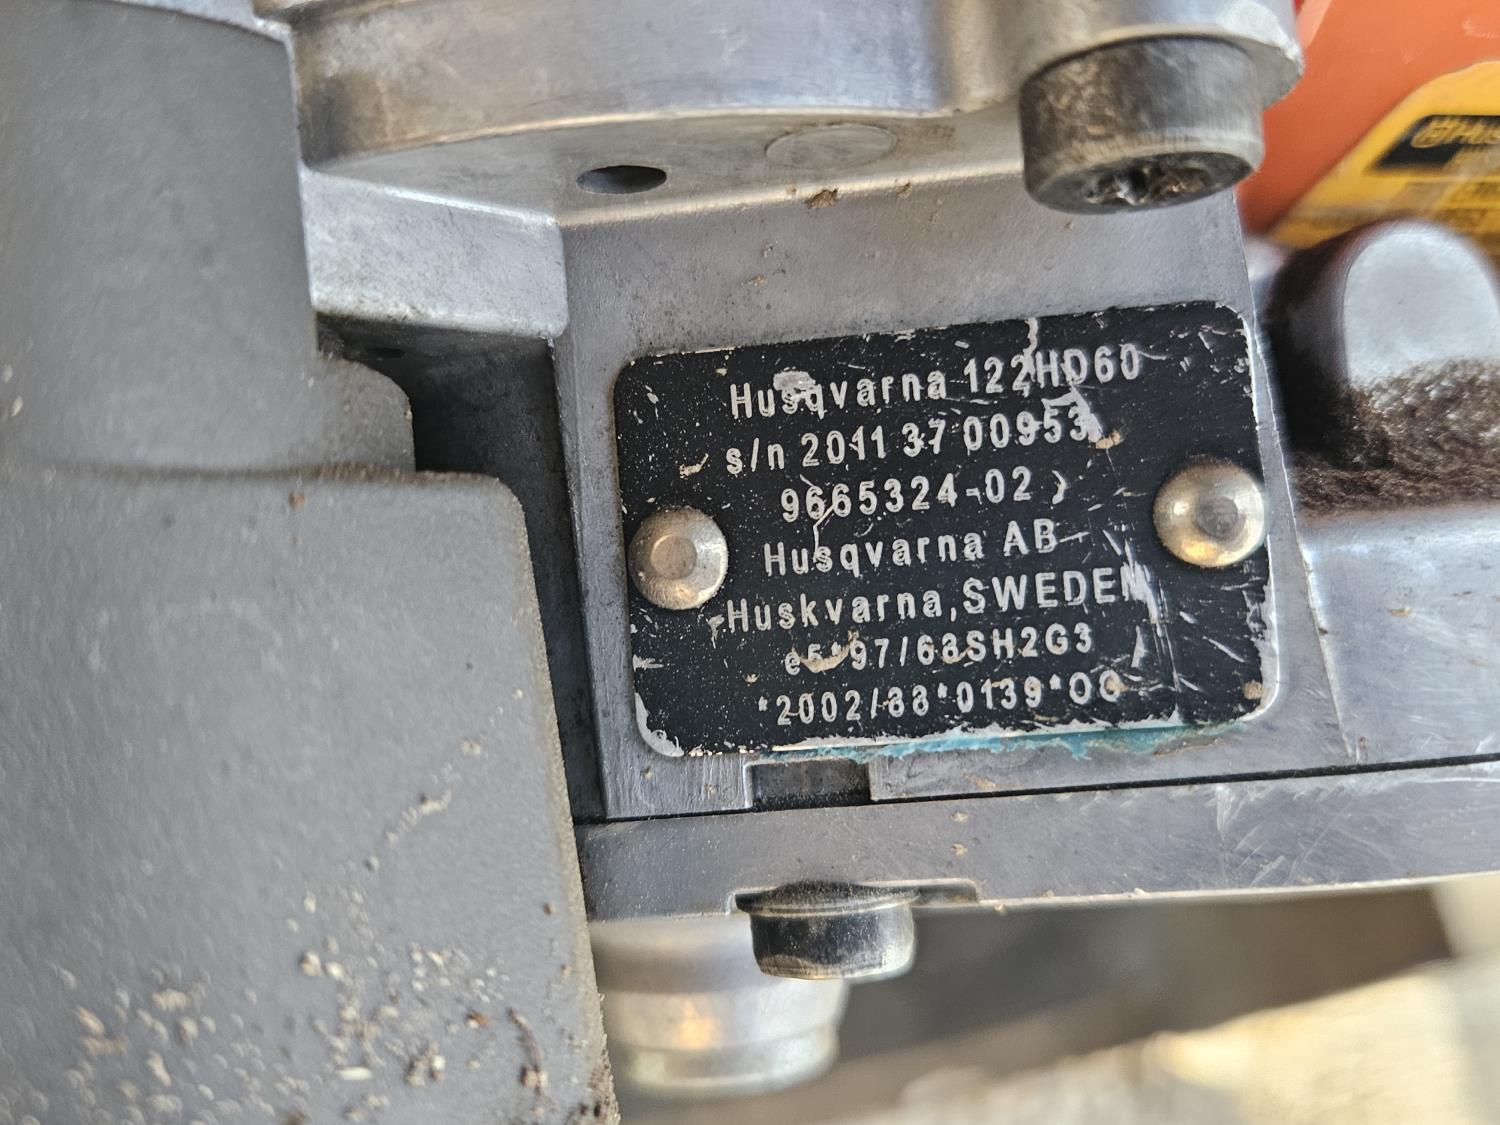 Husqvarna 122HD60
s/n 2011 37 00953
9665324-02
Husqvarna AB
Huskvarna, SWEDEN
e5*97/68SH2G3
*2002/88*0139*00